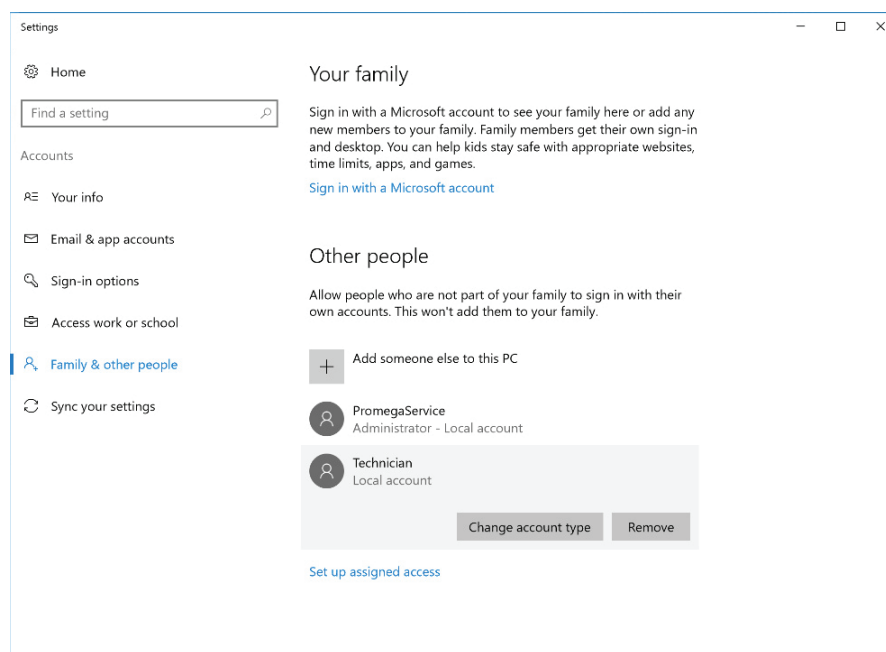 Settings
Home
Find a setting
Accounts
Your info
Email & app accounts
Sign-in options
Access work or school
Family & other people
Sync your settings
Your family
Sign in with a Microsoft account to see your family here or add any
new members to your family. Family members get their own sign-in
and desktop. You can help kids stay safe with appropriate websites,
time limits, apps, and games.
Sign in with a Microsoft account
Other people
Allow people who are not part of your family to sign in with their
own accounts. This won't add them to your family.
Add someone else to this PC
PromegaService
Administrator - Local account
Technician
Local account
Change account type
Remove
Set up assigned access